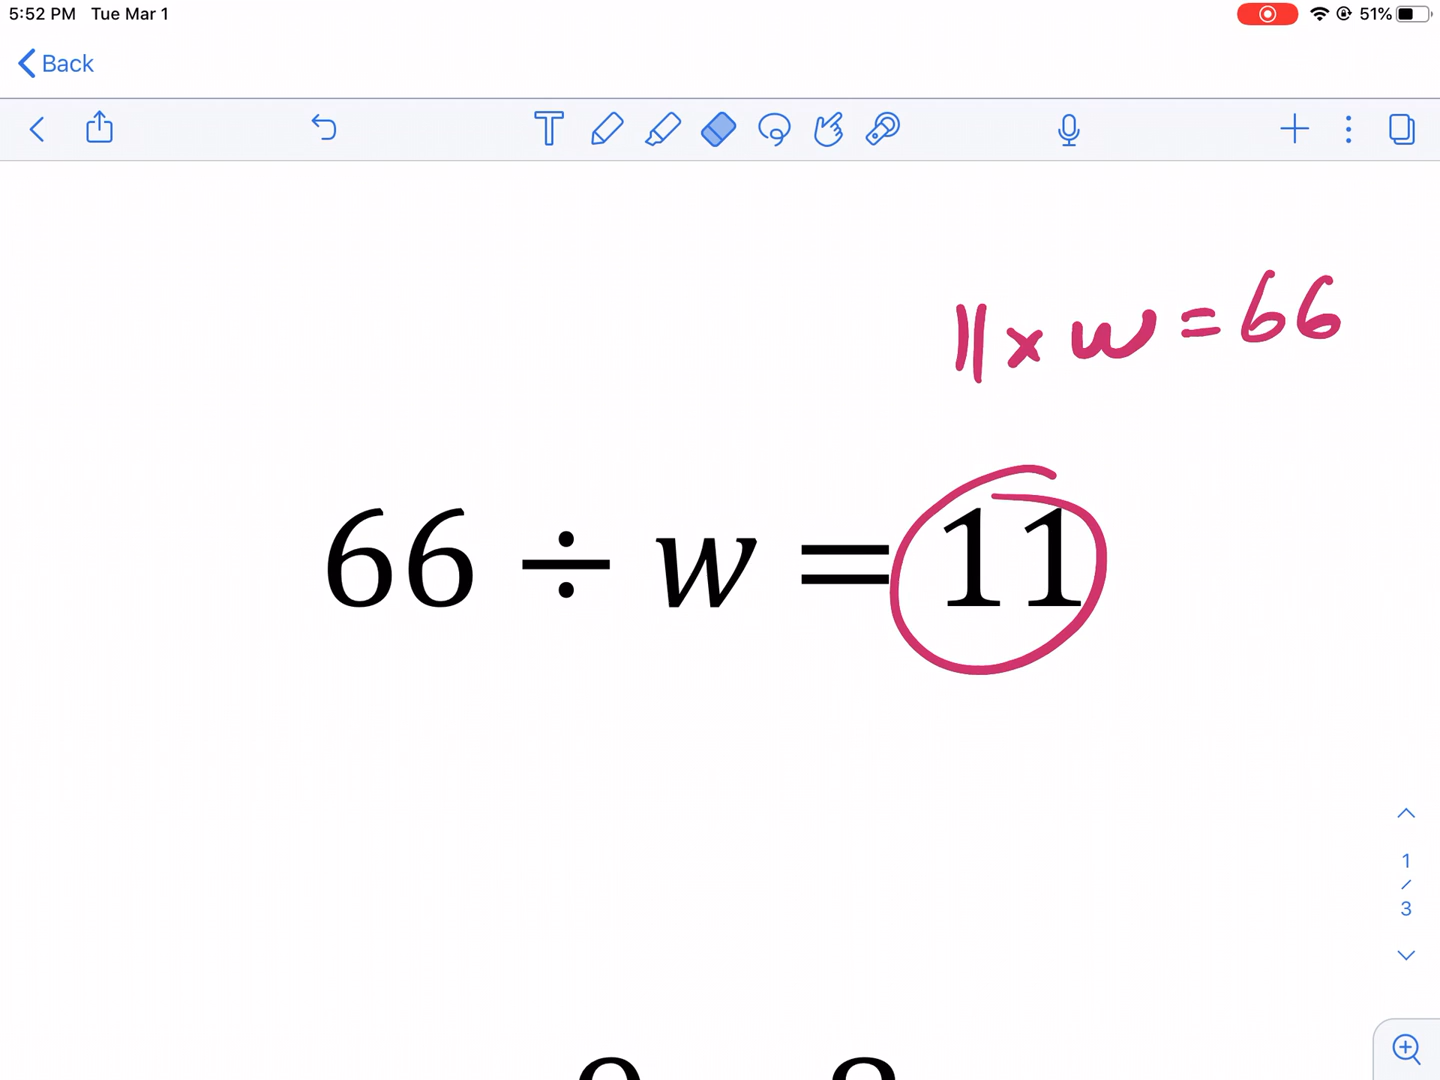 5:52 PM Tue Mar 1 51%
Back
T
11 × w = 66
66 ÷ w = 11
1
/
3